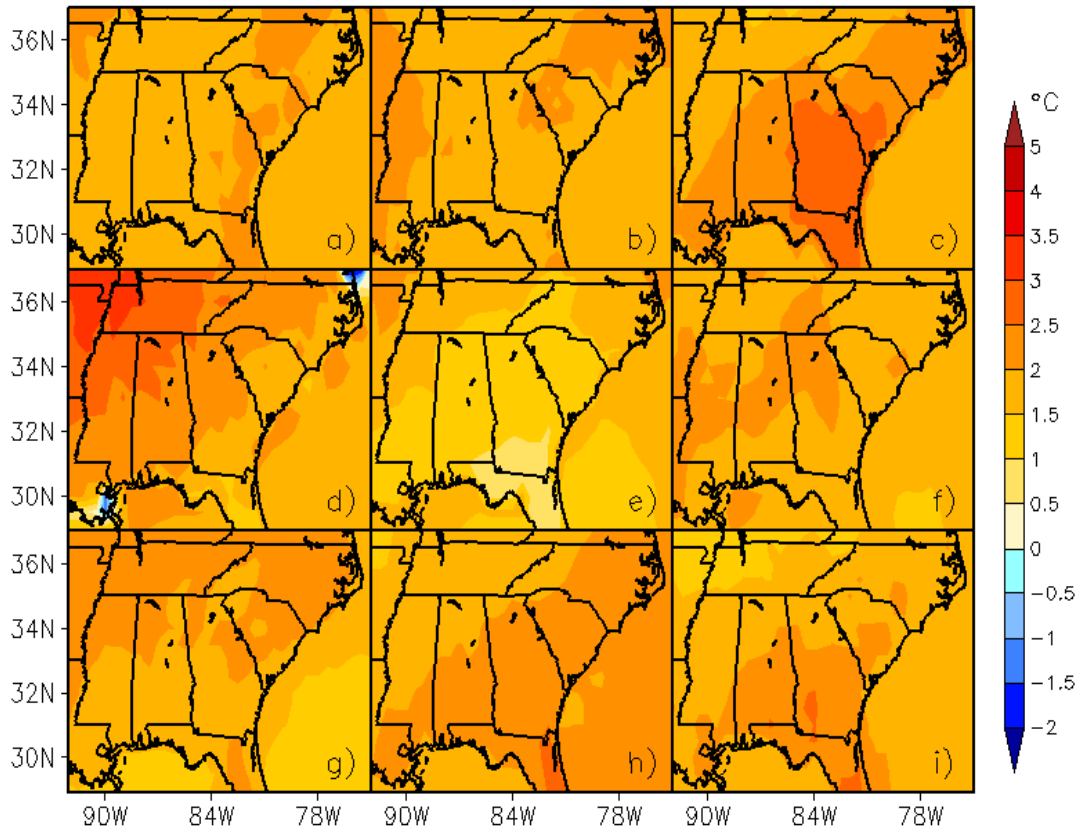 °C
36N
34N
32N
30N
a)
b)
c)
5
4
3.5
3
2.5
2
1.5
1
0.5
0
−0.5
−1
−1.5
−2
36N
34N
32N
30N
d)
e)
f)
36N
34N
32N
30N
g)
h)
i)
90W 84W 78W 90W 84W 78W 90W 84W 78W